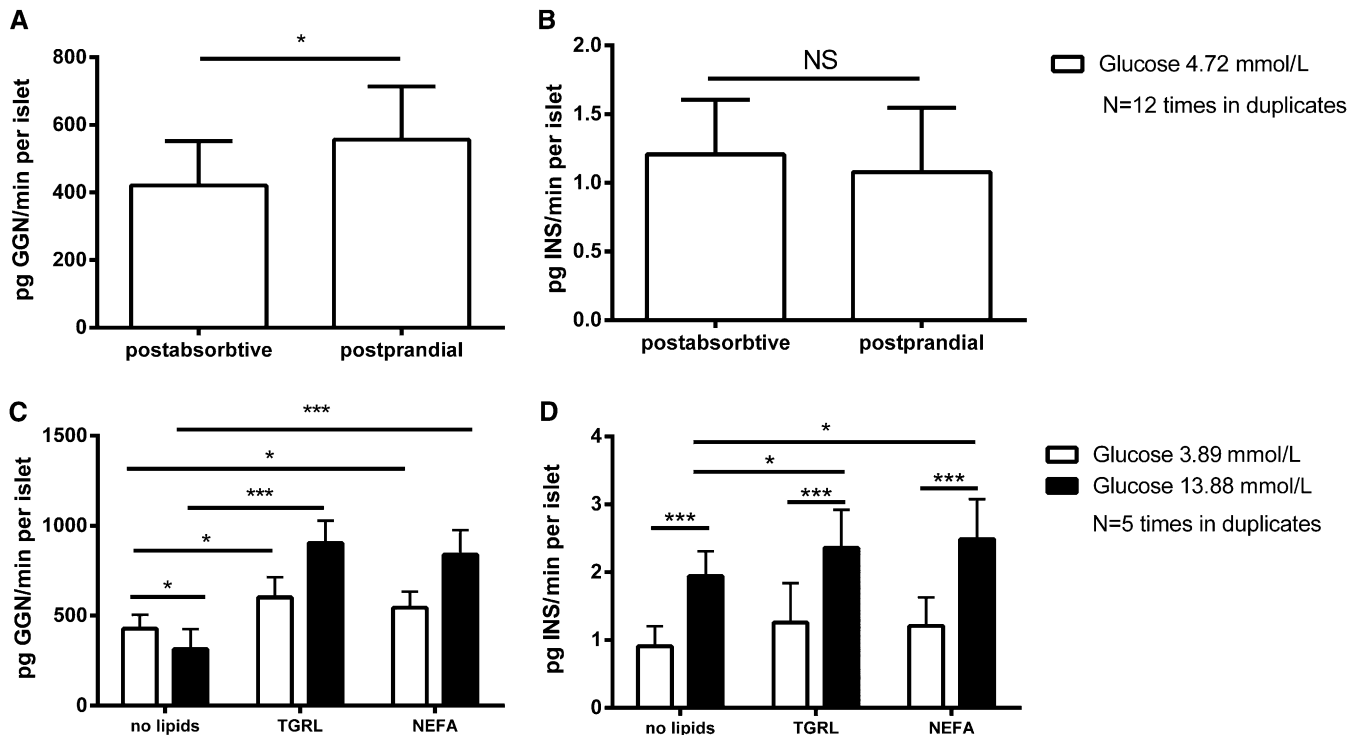 A
pg GGN/min per islet
800
600
400
200
0
*
postabsorbtive
postprandial
B
pg INS/min per islet
2.0
1.5
1.0
0.5
0.0
NS
postabsorbtive
postprandial
Glucose 4.72 mmol/L
N=12 times in duplicates
C
pg GGN/min per islet
1500
1000
500
0
***
*
***
*
*
no lipids
TGRL
NEFA
D
pg INS/min per islet
4
3
2
1
0
*
*
***
***
***
no lipids
TGRL
NEFA
Glucose 3.89 mmol/L
Glucose 13.88 mmol/L
N=5 times in duplicates